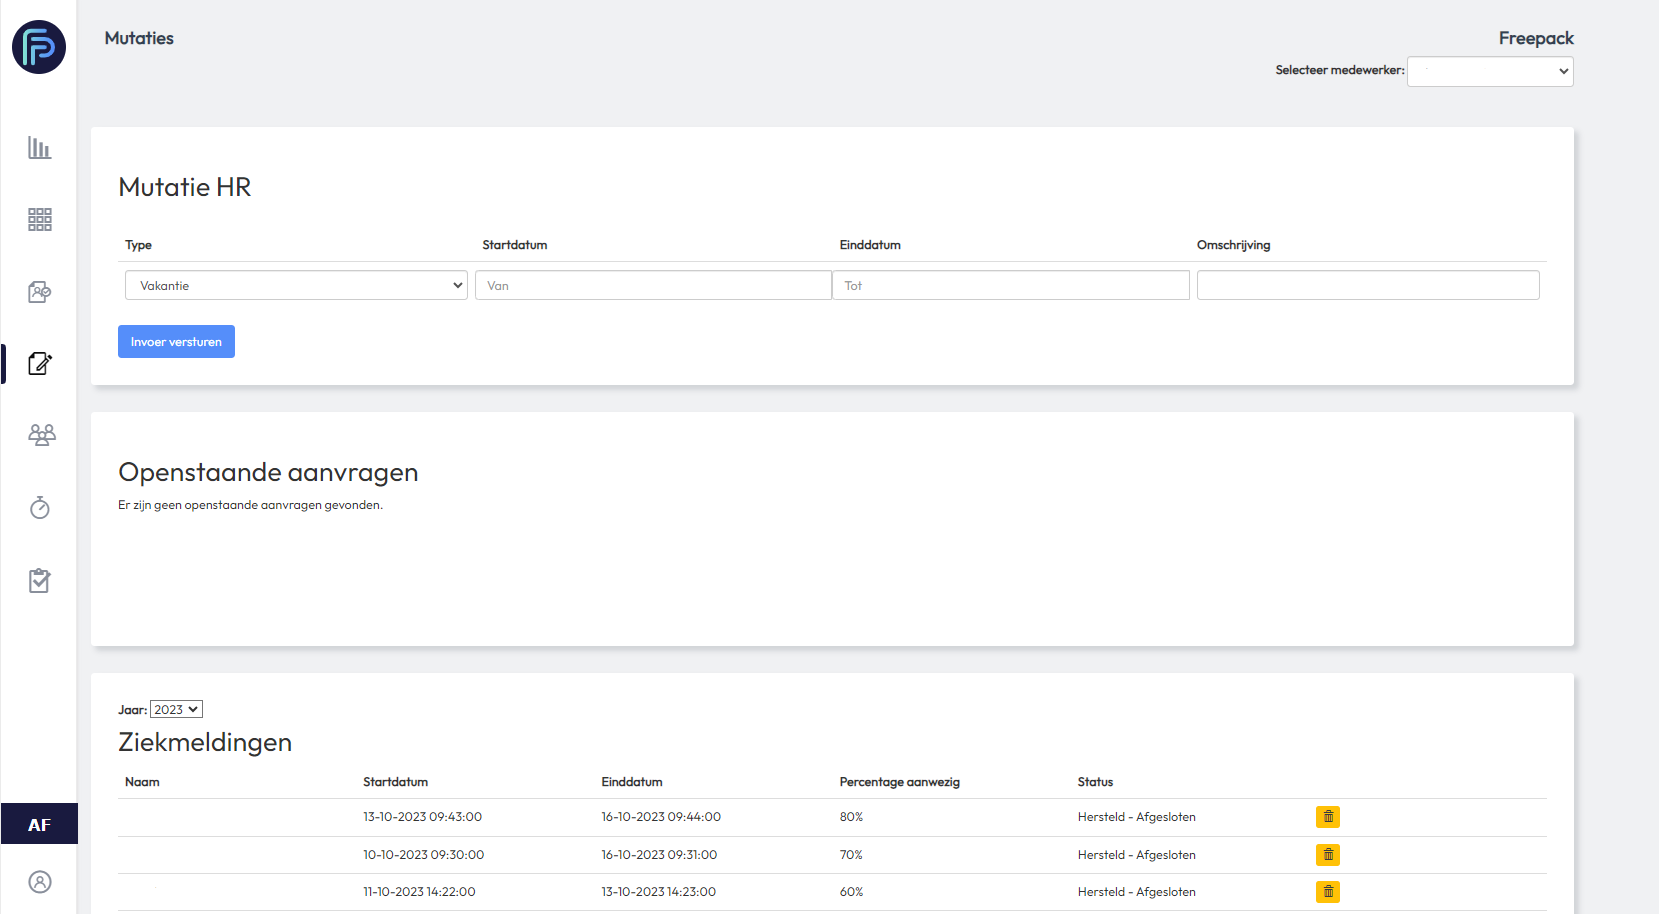 Mutaties
Freepack
Selecteer medewerker:
Mutatie HR
Type Startdatum Einddatum Omschrijving
Vakantie Van Tot
Invoer versturen
Openstaande aanvragen
Er zijn geen openstaande aanvragen gevonden.
Jaar: 2023
Ziekmeldingen
Naam Startdatum Einddatum Percentage aanwezig Status
13-10-2023 09:43:00 16-10-2023 09:44:00 80% Hersteld - Afgesloten
10-10-2023 09:30:00 16-10-2023 09:31:00 70% Hersteld - Afgesloten
11-10-2023 14:22:00 13-10-2023 14:23:00 60% Hersteld - Afgesloten
AF